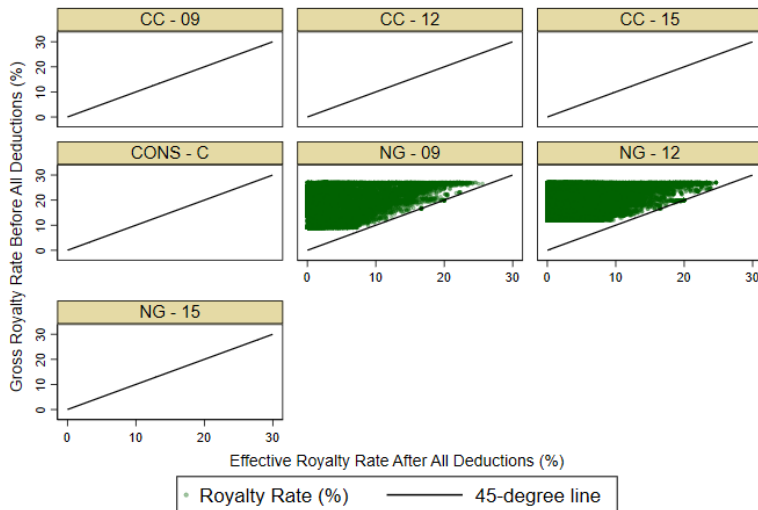 CC - 09
CC - 12
CC - 15
30
20
10
0
CONS - C
NG - 09
NG - 12
30
20
10
0
0
10
20
30
0
10
20
30
NG - 15
30
20
10
0
0
10
20
30
Gross Royalty Rate Before All Deductions (%)
Effective Royalty Rate After All Deductions (%)
Royalty Rate (%)
45-degree line